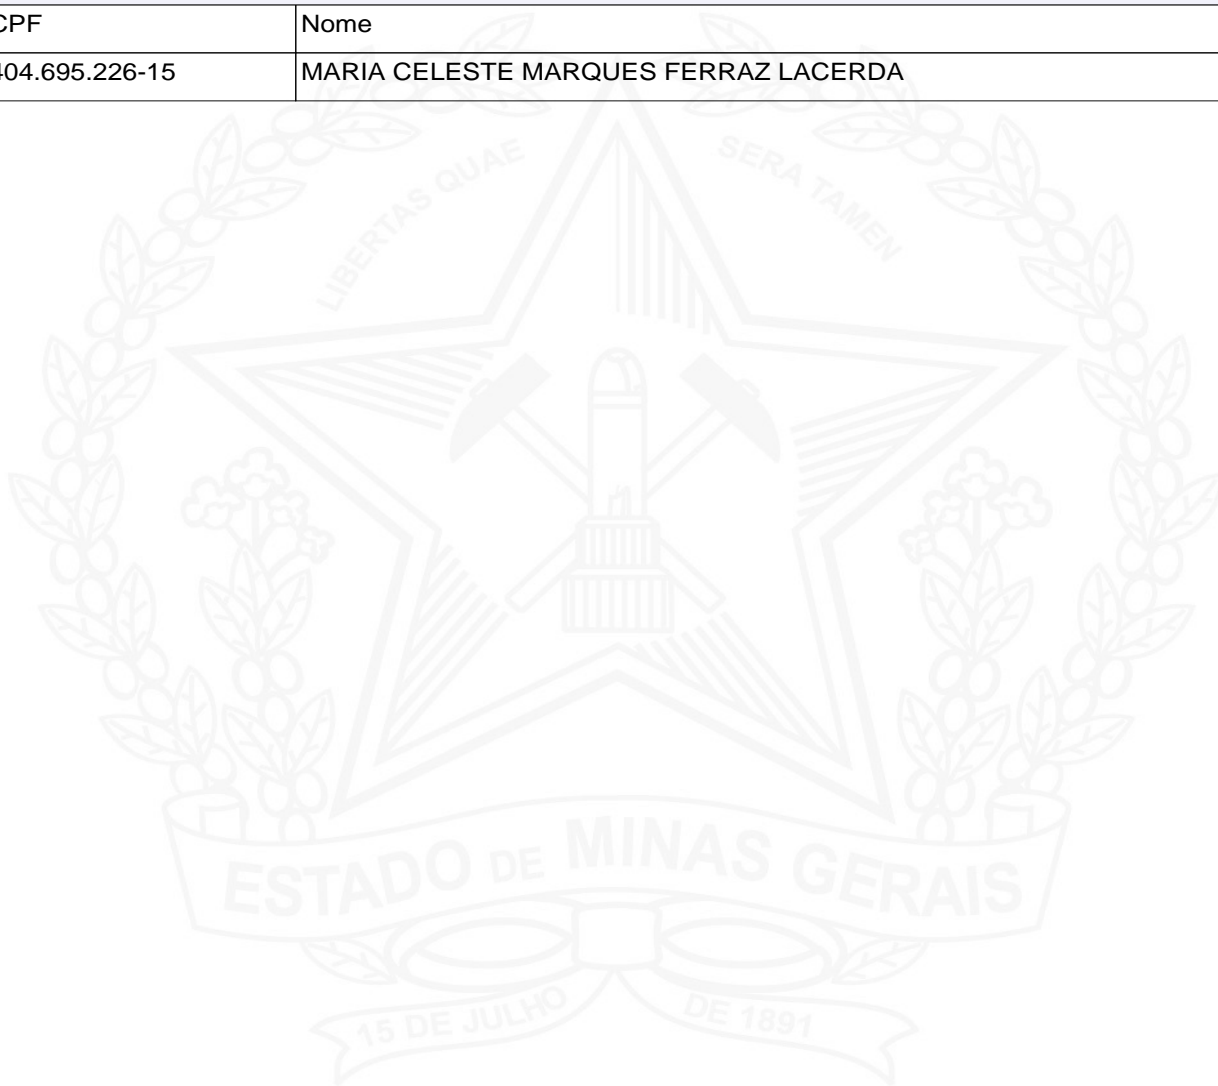 CPF Nome
404.695.226-15 MARIA CELESTE MARQUES FERRAZ LACERDA
LIBERTAS QUAE SERA TAMEN
ESTADO DE MINAS GERAIS
15 DE JULHO DE 1891